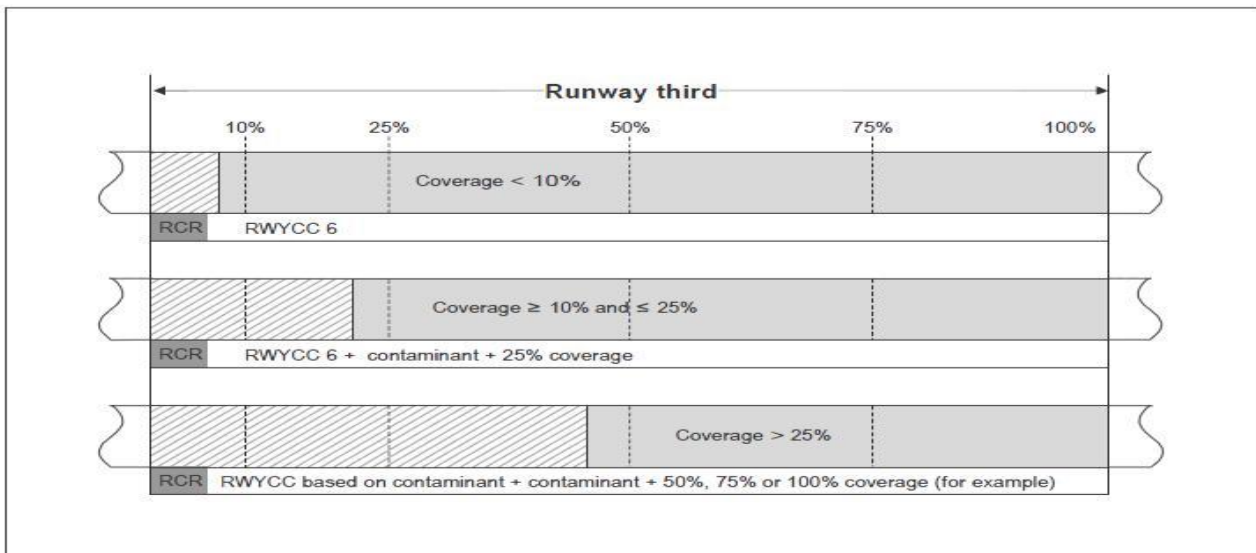 Runway third
10% 25% 50% 75% 100%
Coverage < 10%
RCR RWYCC 6
Coverage ≥ 10% and ≤ 25%
RCR RWYCC 6 + contaminant + 25% coverage
Coverage > 25%
RCR RWYCC based on contaminant + contaminant + 50%, 75% or 100% coverage (for example)